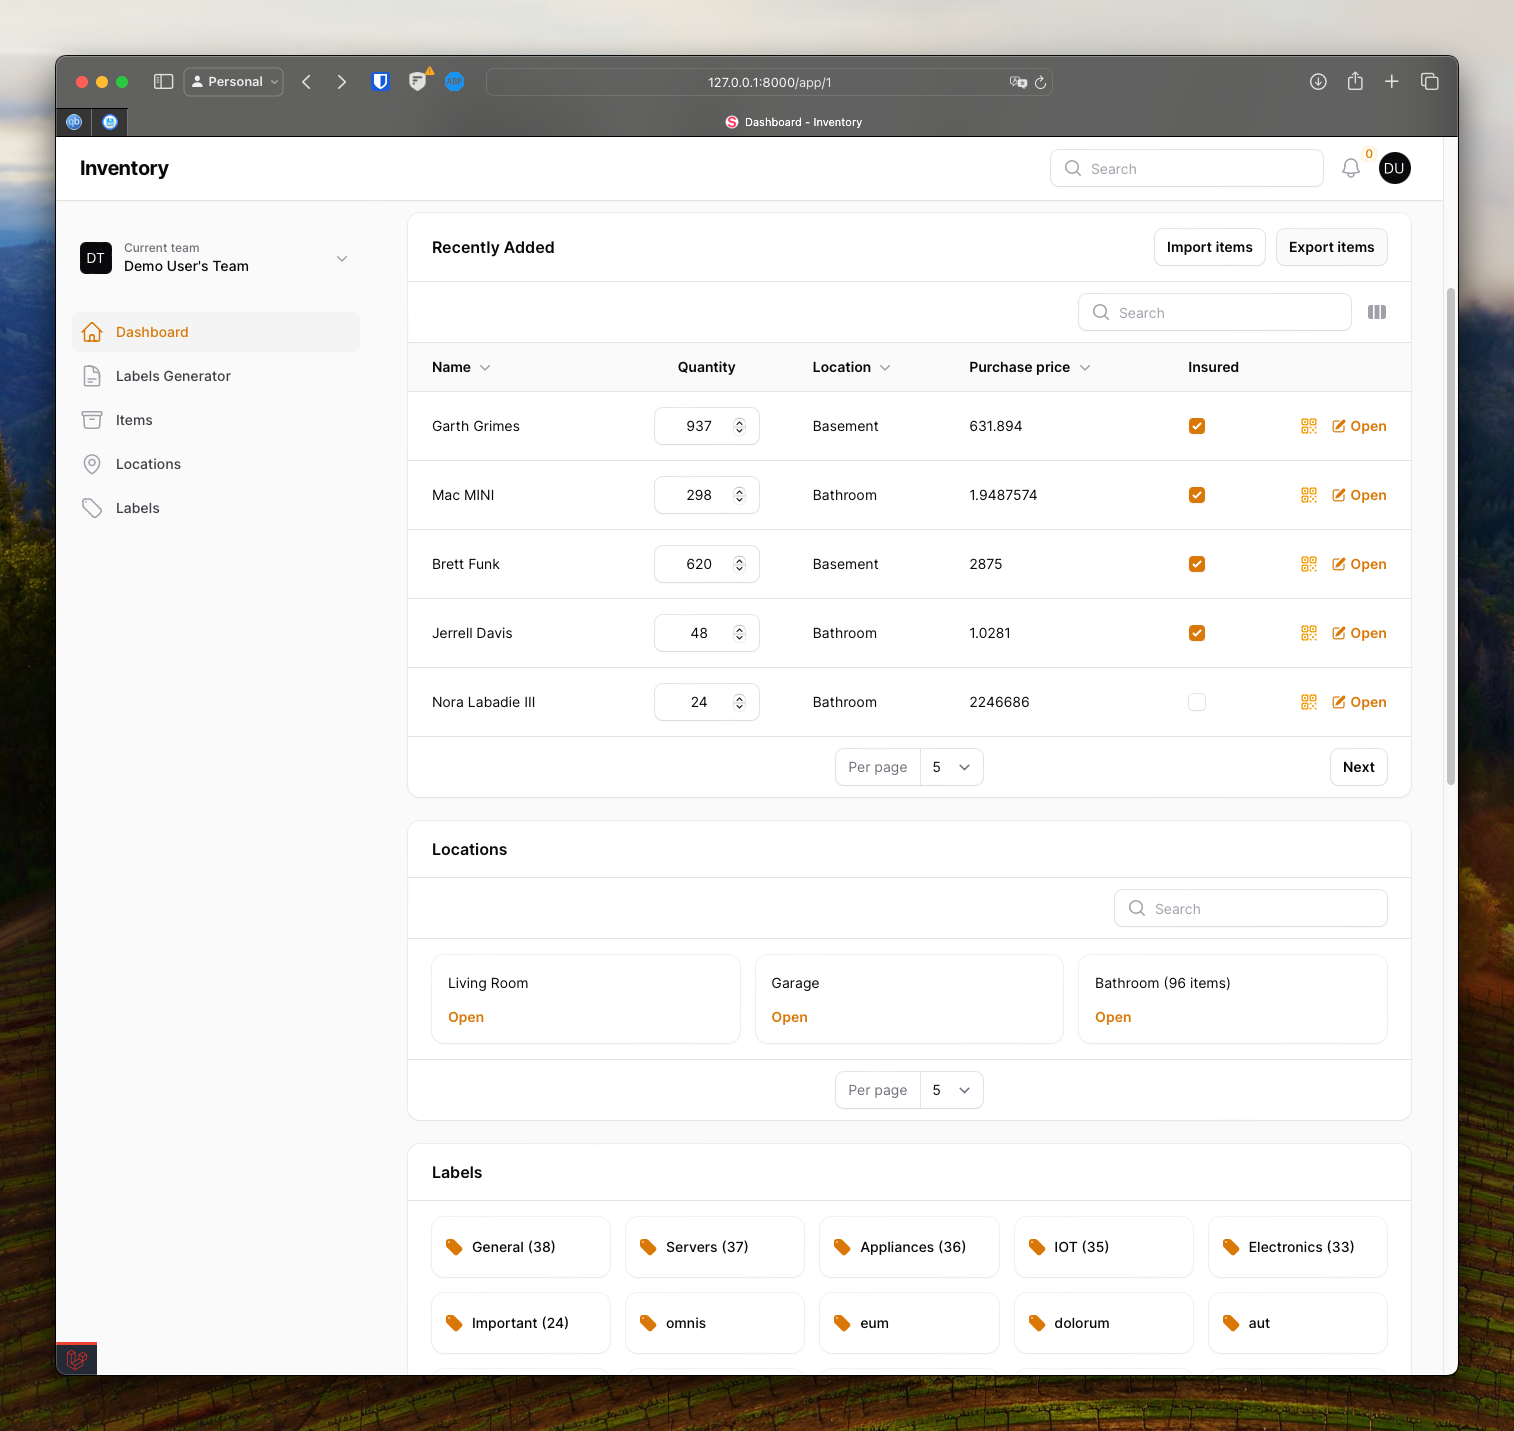 Personal
ABP
127.0.0.1:8000/app/1
qb
Dashboard - Inventory
Inventory
Search
0
DU
DT
Current team
Demo User's Team
Dashboard
Labels Generator
Items
Locations
Labels
Recently Added
Import items
Export items
Search
Name Quantity Location Purchase price Insured
Garth Grimes 937 Basement 631.894 Open
Mac MINI 298 Bathroom 1.9487574 Open
Brett Funk 620 Basement 2875 Open
Jerrell Davis 48 Bathroom 1.0281 Open
Nora Labadie III 24 Bathroom 2246686 Open
Per page 5
Next
Locations
Search
Living Room
Open
Garage
Open
Bathroom (96 items)
Open
Per page 5
Labels
General (38)
Servers (37)
Appliances (36)
IOT (35)
Electronics (33)
Important (24)
omnis
eum
dolorum
aut